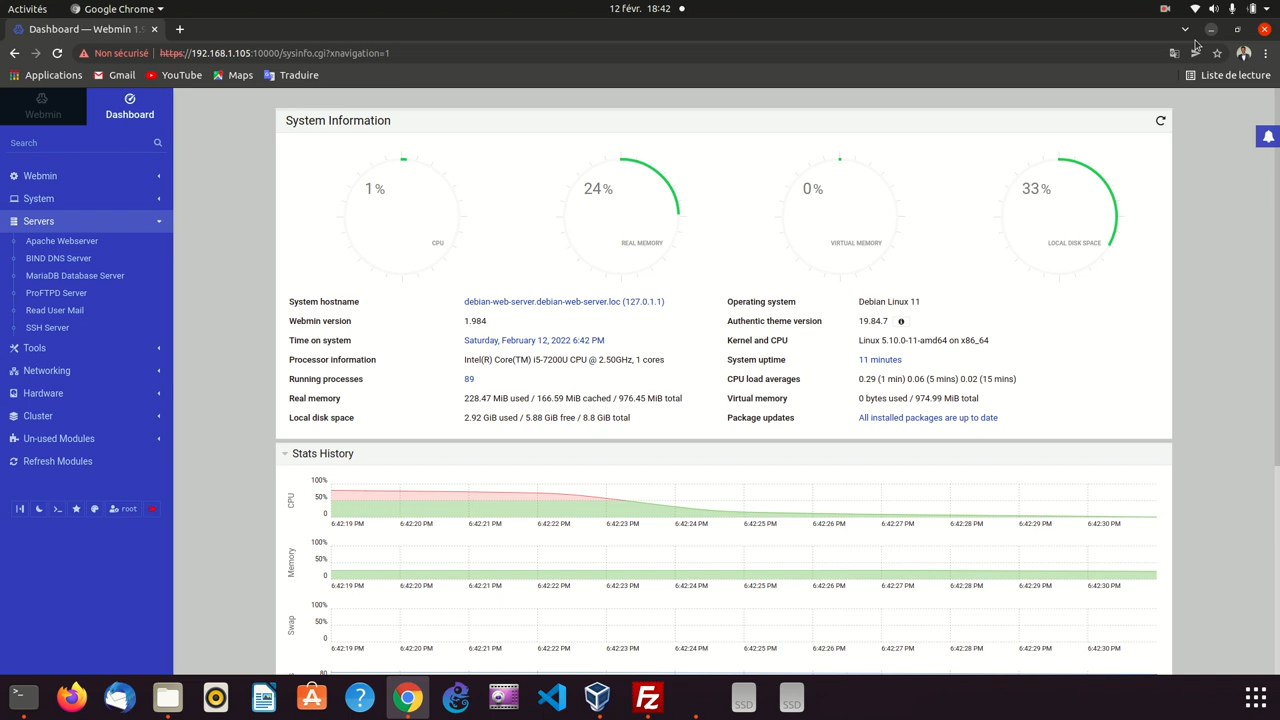 Activités
Google Chrome
12 févr. 18:42
Dashboard — Webmin 1.9
Non sécurisé
https://192.168.1.105:10000/sysinfo.cgi?xnavigation=1
Applications
Gmail
YouTube
Maps
Traduire
Liste de lecture
Webmin
Dashboard
Search
Webmin
System
Servers
Apache Webserver
BIND DNS Server
MariaDB Database Server
ProFTPD Server
Read User Mail
SSH Server
Tools
Networking
Hardware
Cluster
Un-used Modules
Refresh Modules
root
System Information
1%
CPU
24%
REAL MEMORY
0%
VIRTUAL MEMORY
33%
LOCAL DISK SPACE
System hostname debian-web-server.debian-web-server.loc (127.0.1.1)
Operating system Debian Linux 11
Webmin version 1.984
Authentic theme version 19.84.7
Time on system Saturday, February 12, 2022 6:42 PM
Kernel and CPU Linux 5.10.0-11-amd64 on x86_64
Processor information Intel(R) Core(TM) i5-7200U CPU @ 2.50GHz, 1 cores
System uptime 11 minutes
Running processes 89
CPU load averages 0.29 (1 min) 0.06 (5 mins) 0.02 (15 mins)
Real memory 228.47 MiB used / 166.59 MiB cached / 976.45 MiB total
Virtual memory 0 bytes used / 974.99 MiB total
Local disk space 2.92 GiB used / 5.88 GiB free / 8.8 GiB total
Package updates All installed packages are up to date
Stats History
CPU
100%
50%
0
6:42:19 PM 6:42:20 PM 6:42:21 PM 6:42:22 PM 6:42:23 PM 6:42:24 PM 6:42:25 PM 6:42:26 PM 6:42:27 PM 6:42:28 PM 6:42:29 PM 6:42:30 PM
Memory
100%
50%
0
6:42:19 PM 6:42:20 PM 6:42:21 PM 6:42:22 PM 6:42:23 PM 6:42:24 PM 6:42:25 PM 6:42:26 PM 6:42:27 PM 6:42:28 PM 6:42:29 PM 6:42:30 PM
Swap
100%
50%
0
6:42:19 PM 6:42:20 PM 6:42:21 PM 6:42:22 PM 6:42:23 PM 6:42:24 PM 6:42:25 PM 6:42:26 PM 6:42:27 PM 6:42:28 PM 6:42:29 PM 6:42:30 PM
80
SSD
SSD